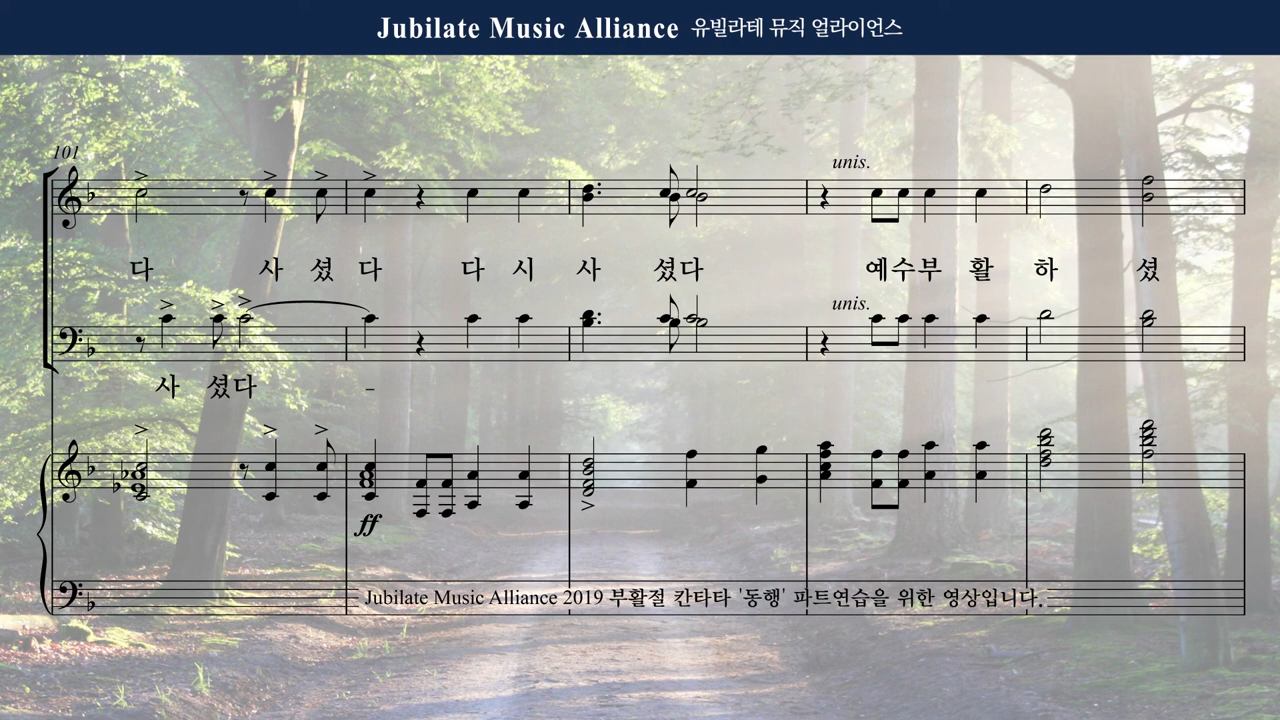 Jubilate Music Alliance 유빌라테 뮤직 얼라이언스
101
unis.
다 사 셨 다 다 시 사 셨다 예수부 활 하 셨
unis.
사 셨다 -
ff
Jubilate Music Alliance 2019 부활절 칸타타 '동행' 파트연습을 위한 영상입니다.